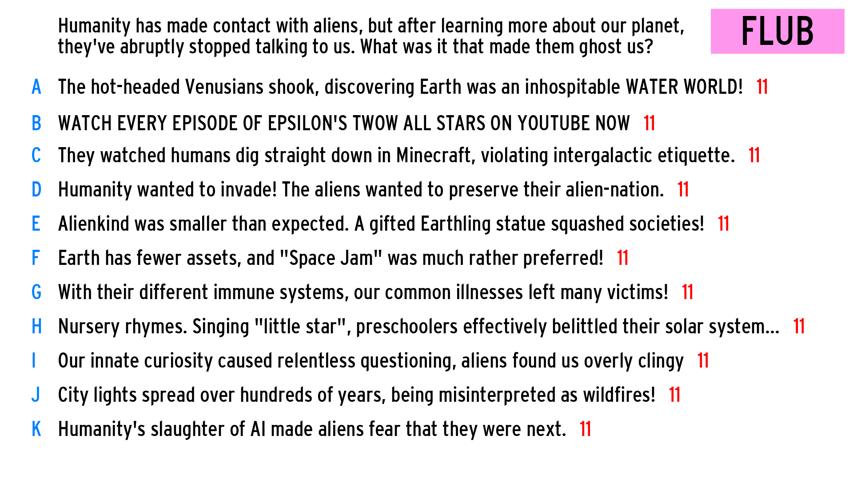 Humanity has made contact with aliens, but after learning more about our planet,
they've abruptly stopped talking to us. What was it that made them ghost us?
FLUB
A The hot-headed Venusians shook, discovering Earth was an inhospitable WATER WORLD! 11
B WATCH EVERY EPISODE OF EPSILON'S TWOW ALL STARS ON YOUTUBE NOW 11
C They watched humans dig straight down in Minecraft, violating intergalactic etiquette. 11
D Humanity wanted to invade! The aliens wanted to preserve their alien-nation. 11
E Alienkind was smaller than expected. A gifted Earthling statue squashed societies! 11
F Earth has fewer assets, and "Space Jam" was much rather preferred! 11
G With their different immune systems, our common illnesses left many victims! 11
H Nursery rhymes. Singing "little star", preschoolers effectively belittled their solar system... 11
I Our innate curiosity caused relentless questioning, aliens found us overly clingy 11
J City lights spread over hundreds of years, being misinterpreted as wildfires! 11
K Humanity's slaughter of AI made aliens fear that they were next. 11